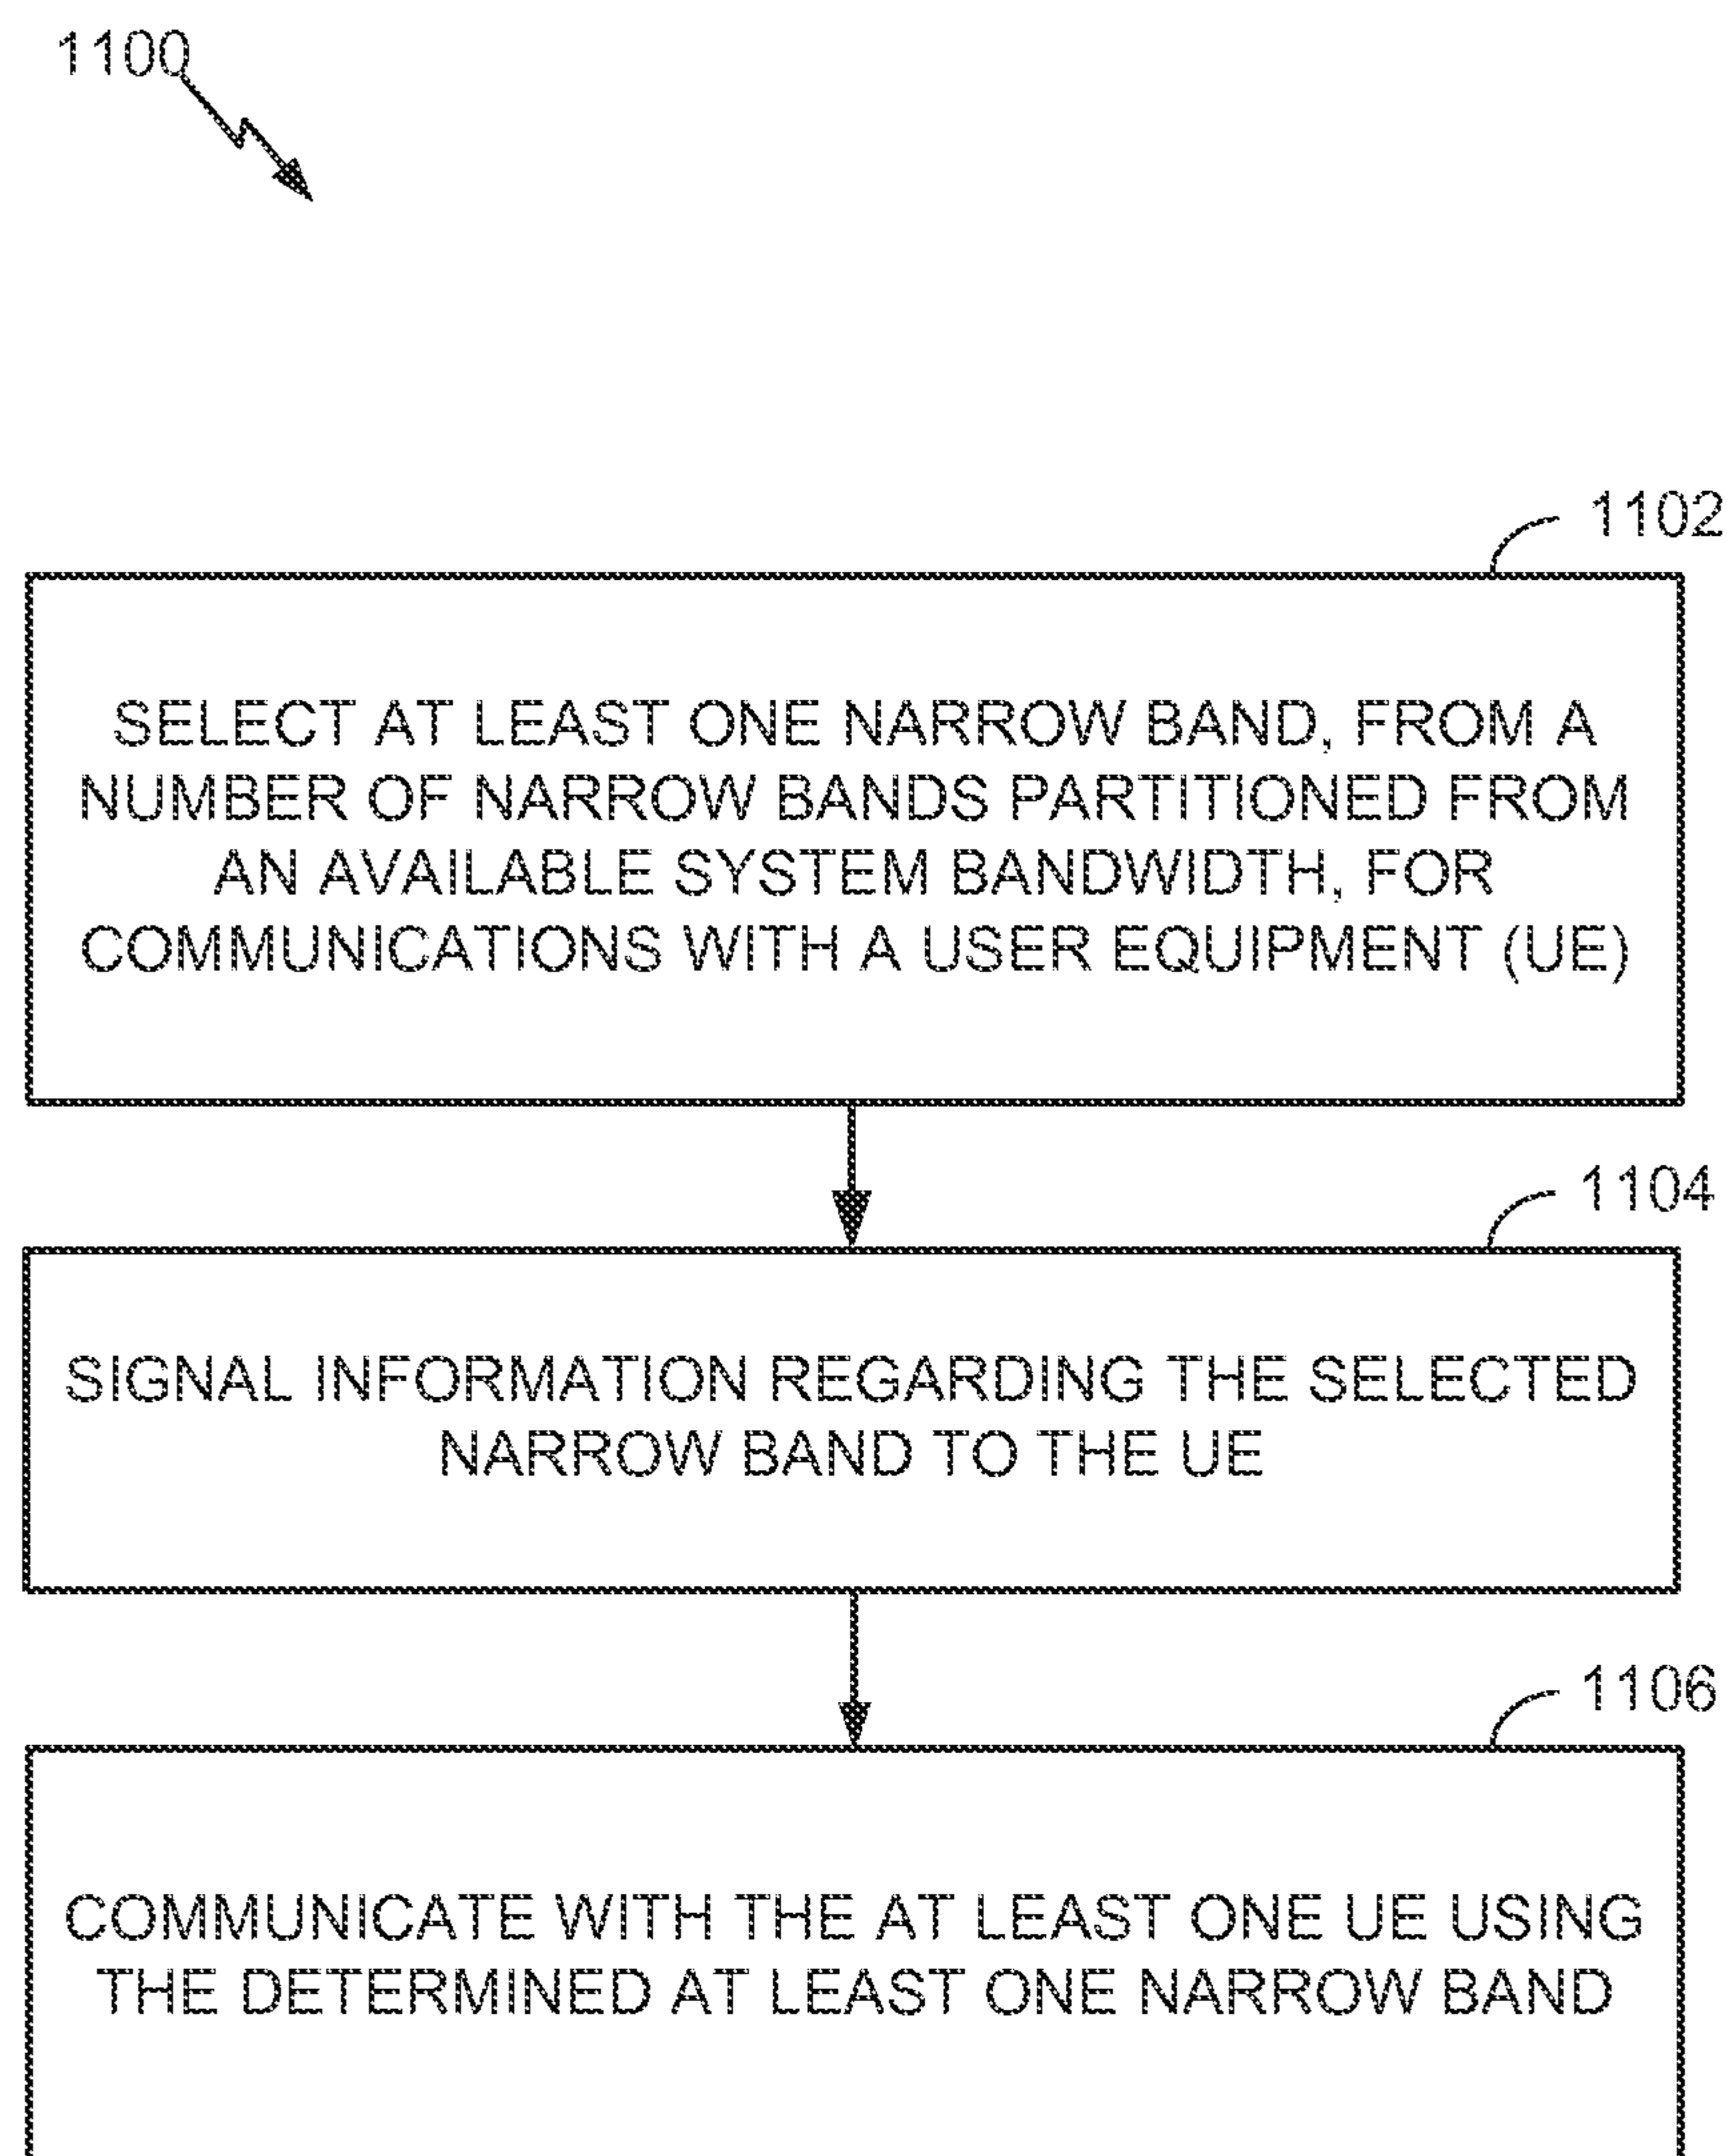 1100
1102
SELECT AT LEAST ONE NARROW BAND, FROM A
NUMBER OF NARROW BANDS PARTITIONED FROM
AN AVAILABLE SYSTEM BANDWIDTH, FOR
COMMUNICATIONS WITH A USER EQUIPMENT (UE)
1104
SIGNAL INFORMATION REGARDING THE SELECTED
NARROW BAND TO THE UE
1106
COMMUNICATE WITH THE AT LEAST ONE UE USING
THE DETERMINED AT LEAST ONE NARROW BAND